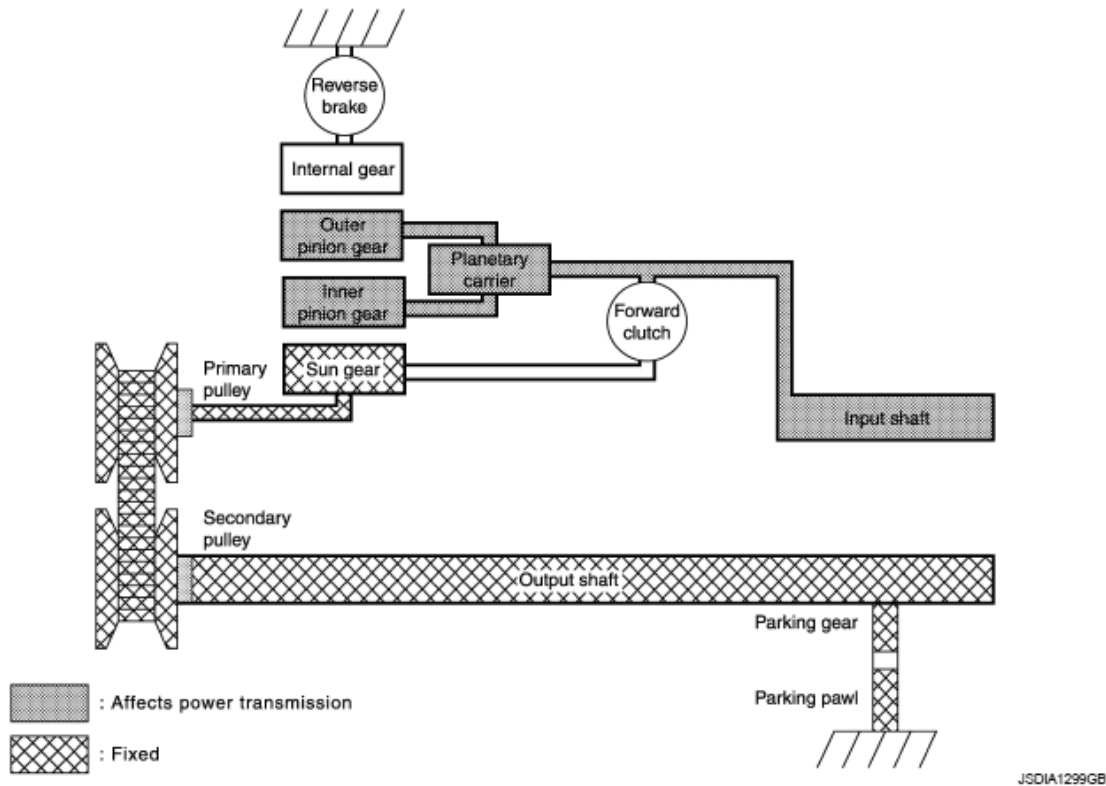 Reverse
brake
Internal gear
Outer
pinion gear
Planetary
carrier
Inner
pinion gear
Forward
clutch
Primary
pulley
Sun gear
Input shaft
Secondary
pulley
Output shaft
Parking gear
Parking pawl
: Affects power transmission
: Fixed
JSDIA1299GB